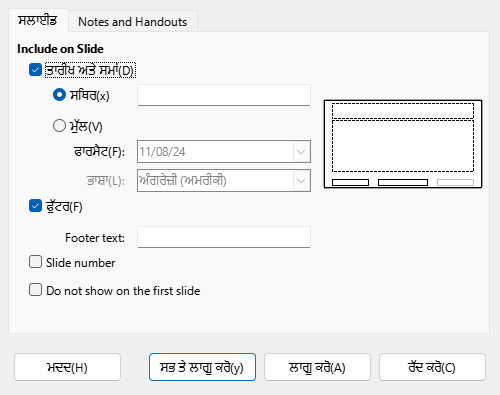 ਸਲਾਈਡ Notes and Handouts
Include on Slide
ਤਾਰੀਖ ਅਤੇ ਸਮਾਂ(D)
ਸਥਿਰ(x)
ਮੁੱਲ(V)
ਫਾਰਮੈਟ(F): 11/08/24
ਭਾਸ਼ਾ(L): ਅੰਗਰੇਜ਼ੀ (ਅਮਰੀਕੀ)
ਫੁੱਟਰ(F)
Footer text:
Slide number
Do not show on the first slide
ਮਦਦ(H) ਸਭ ਤੇ ਲਾਗੂ ਕਰੋ(y) ਲਾਗੂ ਕਰੋ(A) ਰੱਦ ਕਰੋ(C)